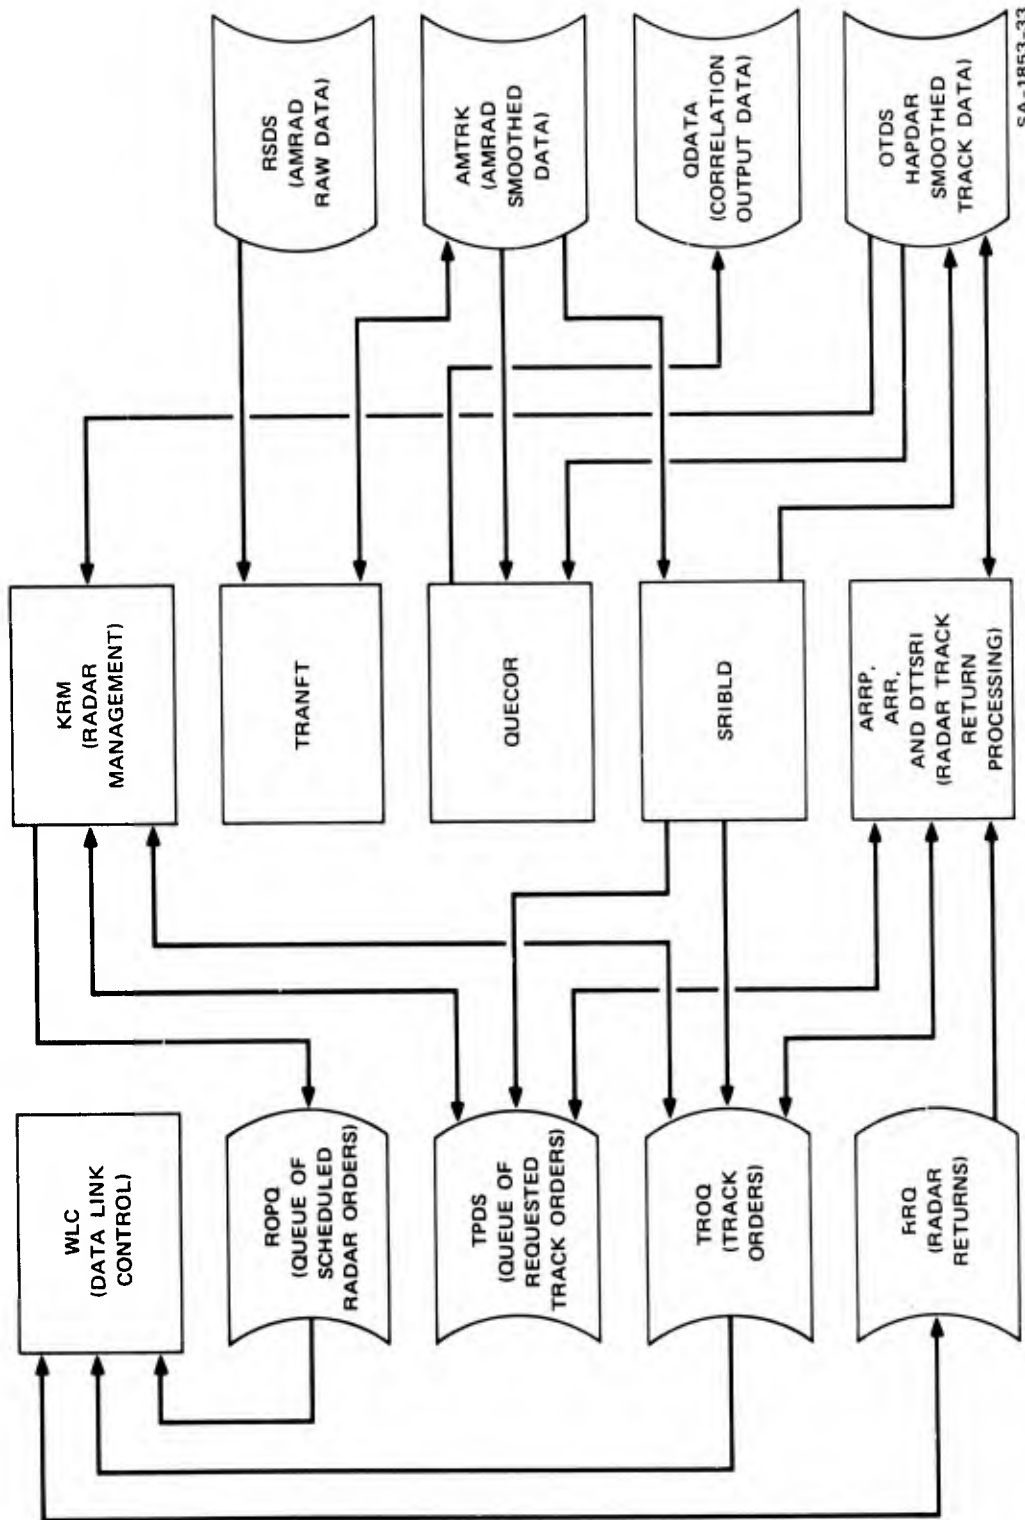 WLC
(DATA LINK
CONTROL)
ROPQ
(QUEUE OF
SCHEDULED
RADAR ORDERS)
TPDS
(QUEUE OF
REQUESTED
TRACK ORDERS)
TROQ
(TRACK
ORDERS)
RRQ
(RADAR
RETURNS)
KRM
(RADAR
MANAGEMENT)
TRANFT
QUECOR
SRIBLD
ARRP,
ARR,
AND DTTSRI
(RADAR TRACK
RETURN
PROCESSING)
RSDS
(AMRAD
RAW DATA)
AMTRK
(AMRAD
SMOOTHED
DATA)
QDATA
(CORRELATION
OUTPUT DATA)
OTDS
HAPDAR
SMOOTHED
TRACK DATA)
SA-1853-33